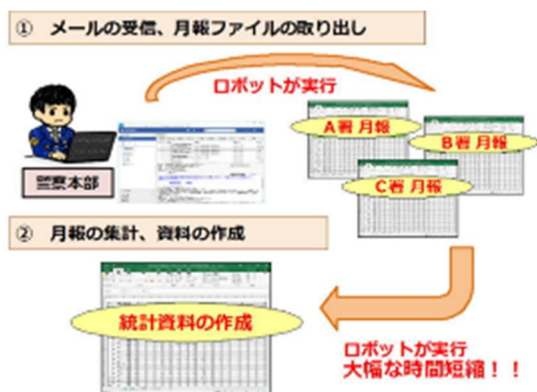 ① メールの受信、月報ファイルの取り出し
ロボットが実行
A署 月報
B署 月報
C署 月報
警察本部
② 月報の集計、資料の作成
統計資料の作成
ロボットが実行
大幅な時間短縮！！